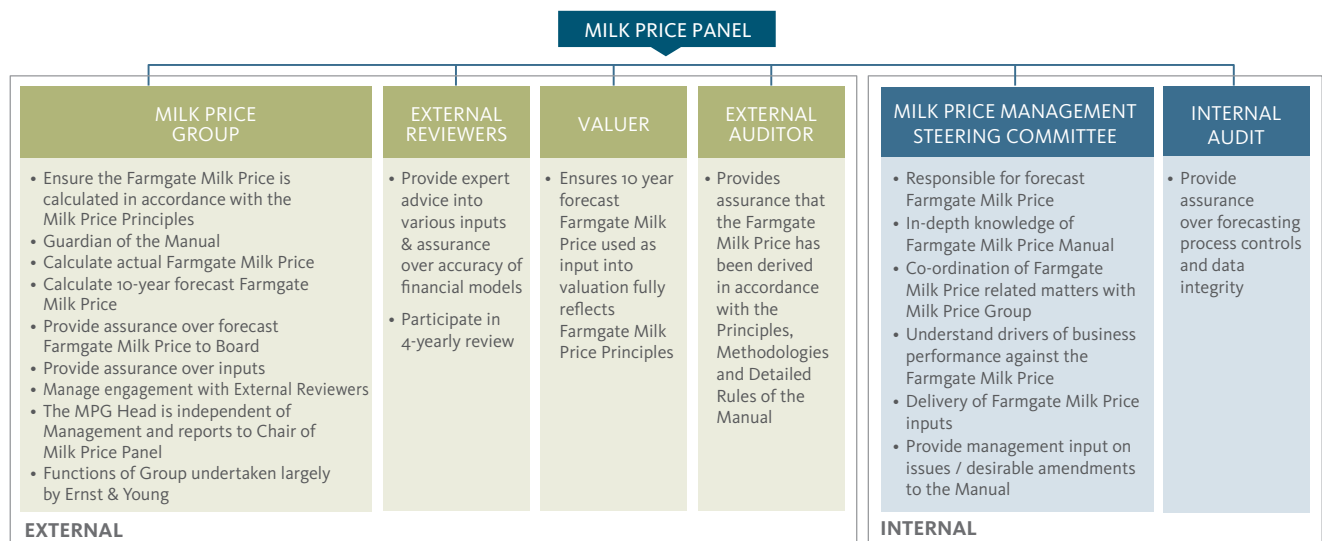 MILK PRICE PANEL
MILK PRICE
GROUP
• Ensure the Farmgate Milk Price is
calculated in accordance with the
Milk Price Principles
• Guardian of the Manual
• Calculate actual Farmgate Milk Price
• Calculate 10-year forecast Farmgate
Milk Price
• Provide assurance over forecast
Farmgate Milk Price to Board
• Provide assurance over inputs
• Manage engagement with External Reviewers
• The MPG Head is independent of
Management and reports to Chair of
Milk Price Panel
• Functions of Group undertaken largely
by Ernst & Young
EXTERNAL
REVIEWERS
• Provide expert
advice into
various inputs
& assurance
over accuracy of
financial models
• Participate in
4-yearly review
VALUER
• Ensures 10 year
forecast
Farmgate Milk
Price used as
input into
valuation fully
reflects
Farmgate Milk
Price Principles
EXTERNAL
AUDITOR
• Provides
assurance that
the Farmgate
Milk Price has
been derived
in accordance
with the
Principles,
Methodologies
and Detailed
Rules of the
Manual
EXTERNAL
MILK PRICE MANAGEMENT
STEERING COMMITTEE
• Responsible for forecast
Farmgate Milk Price
• In-depth knowledge of
Farmgate Milk Price Manual
• Co-ordination of Farmgate
Milk Price related matters with
Milk Price Group
• Understand drivers of business
performance against the
Farmgate Milk Price
• Delivery of Farmgate Milk Price
inputs
• Provide management input on
issues / desirable amendments
to the Manual
INTERNAL
AUDIT
• Provide
assurance
over forecasting
process controls
and data
integrity
INTERNAL